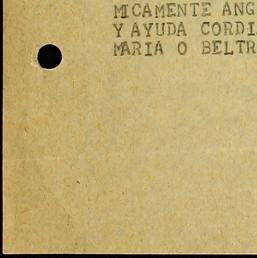 MICAMENTE ANG
Y AYUDA CORDI
MARIA O BELTR